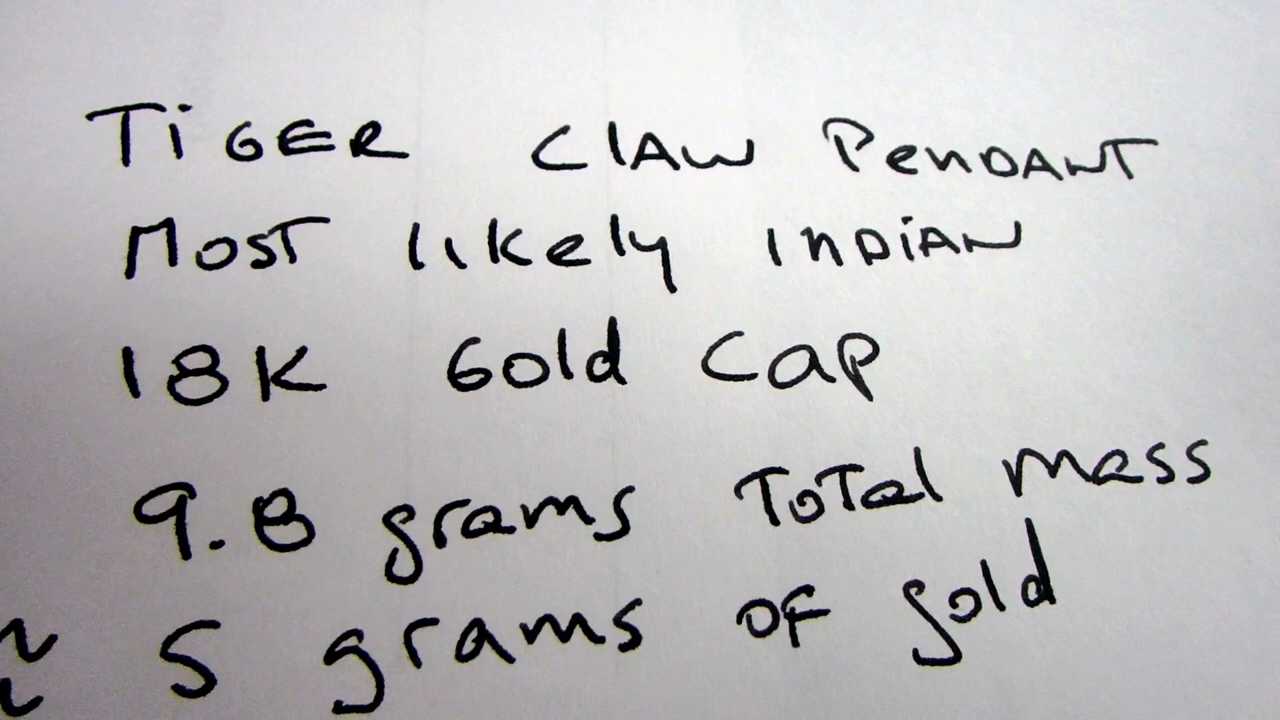 TiGER ClAW PenDANT
MosT likely InDiAN
18K Gold Cap
9.8 grams ToTal mass
≈ 5 grams of gold